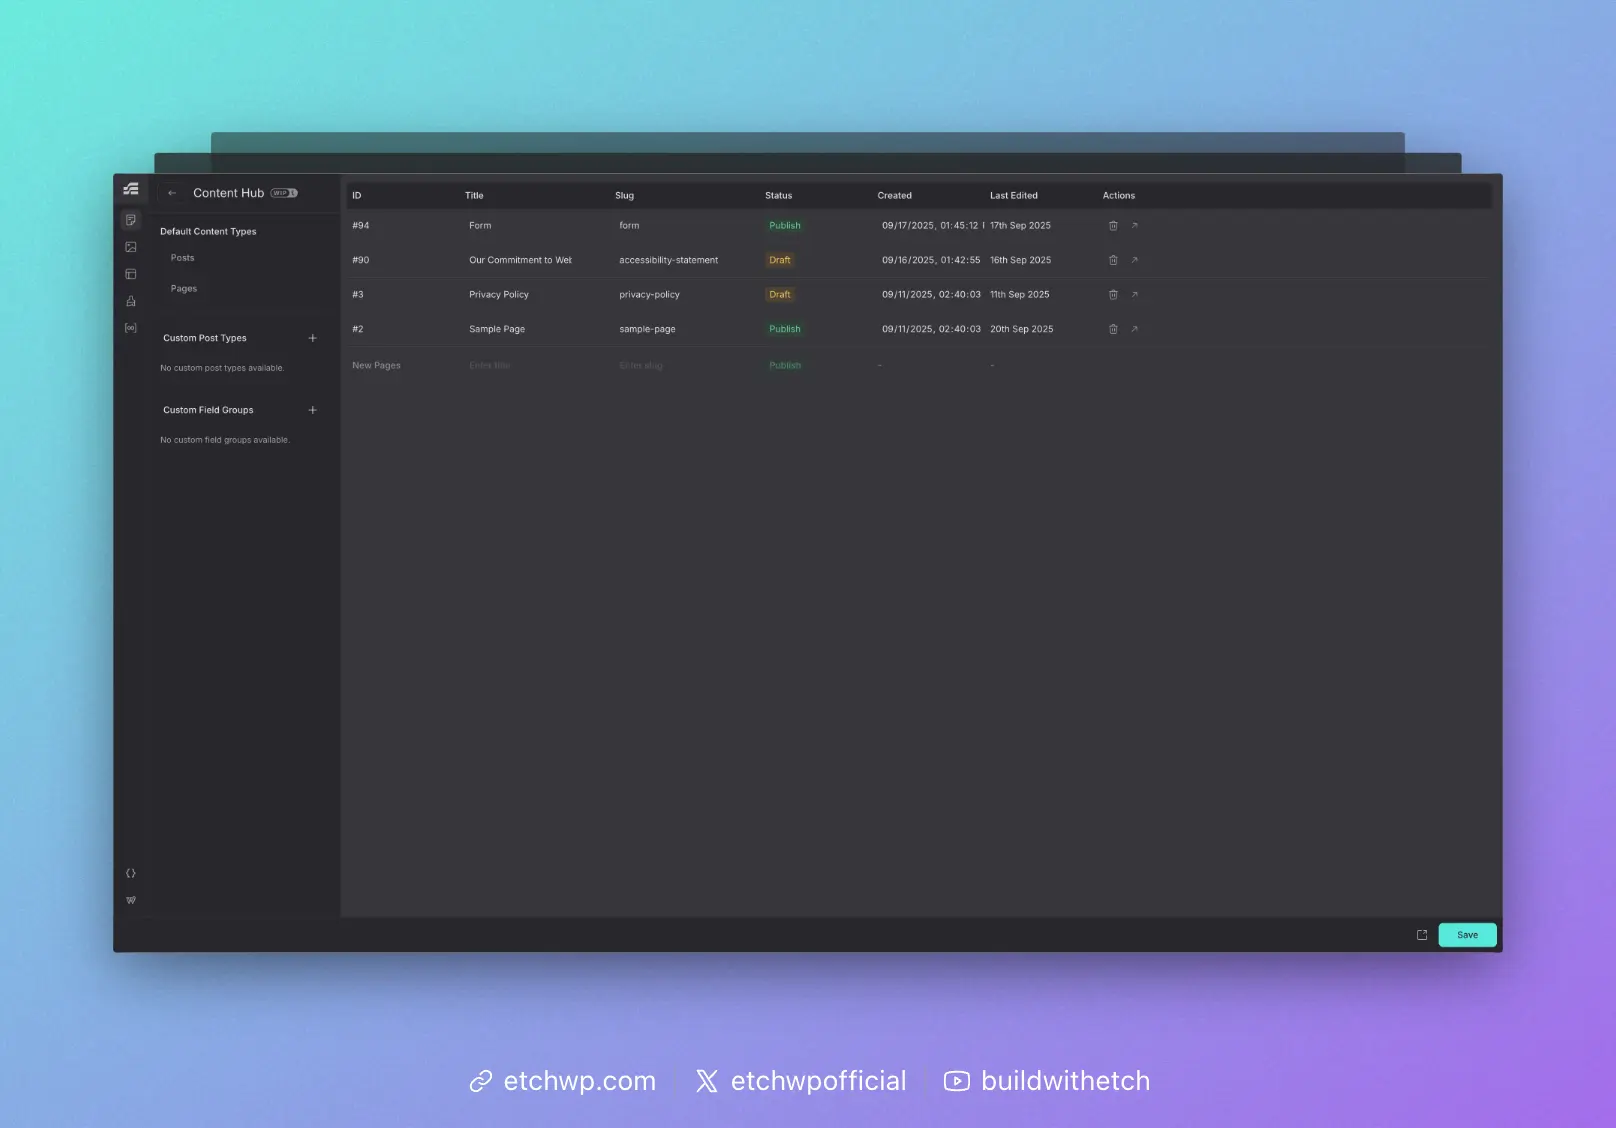 Content Hub WIP
Default Content Types
Posts
Pages
Custom Post Types
No custom post types available.
Custom Field Groups
No custom field groups available.
ID Title Slug Status Created Last Edited Actions
#94 Form form Publish 09/17/2025, 01:45:12 17th Sep 2025
#90 Our Commitment to Wel accessibility-statement Draft 09/16/2025, 01:42:55 16th Sep 2025
#3 Privacy Policy privacy-policy Draft 09/11/2025, 02:40:03 11th Sep 2025
#2 Sample Page sample-page Publish 09/11/2025, 02:40:03 20th Sep 2025
New Pages Enter title Enter slug Publish - -
Save
etchwp.com etchwpofficial buildwithetch